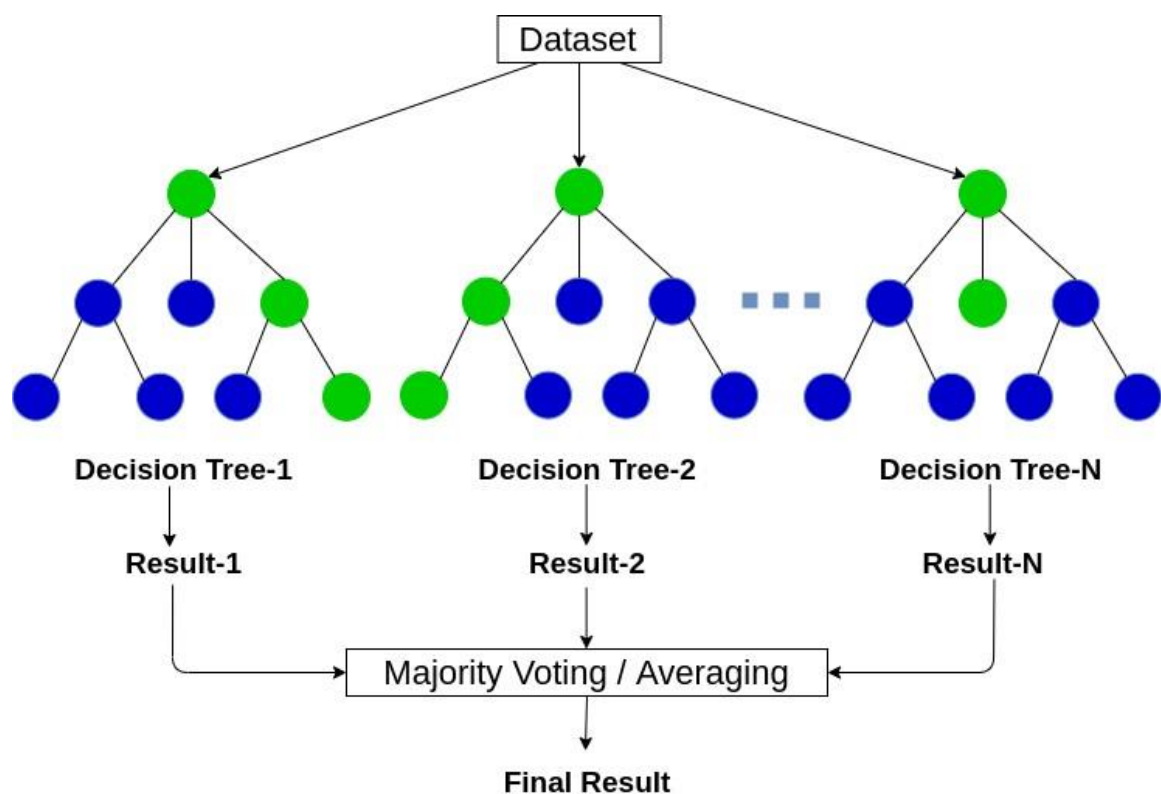 Dataset
Decision Tree-1
Decision Tree-2
Decision Tree-N
Result-1
Result-2
Result-N
Majority Voting / Averaging
Final Result